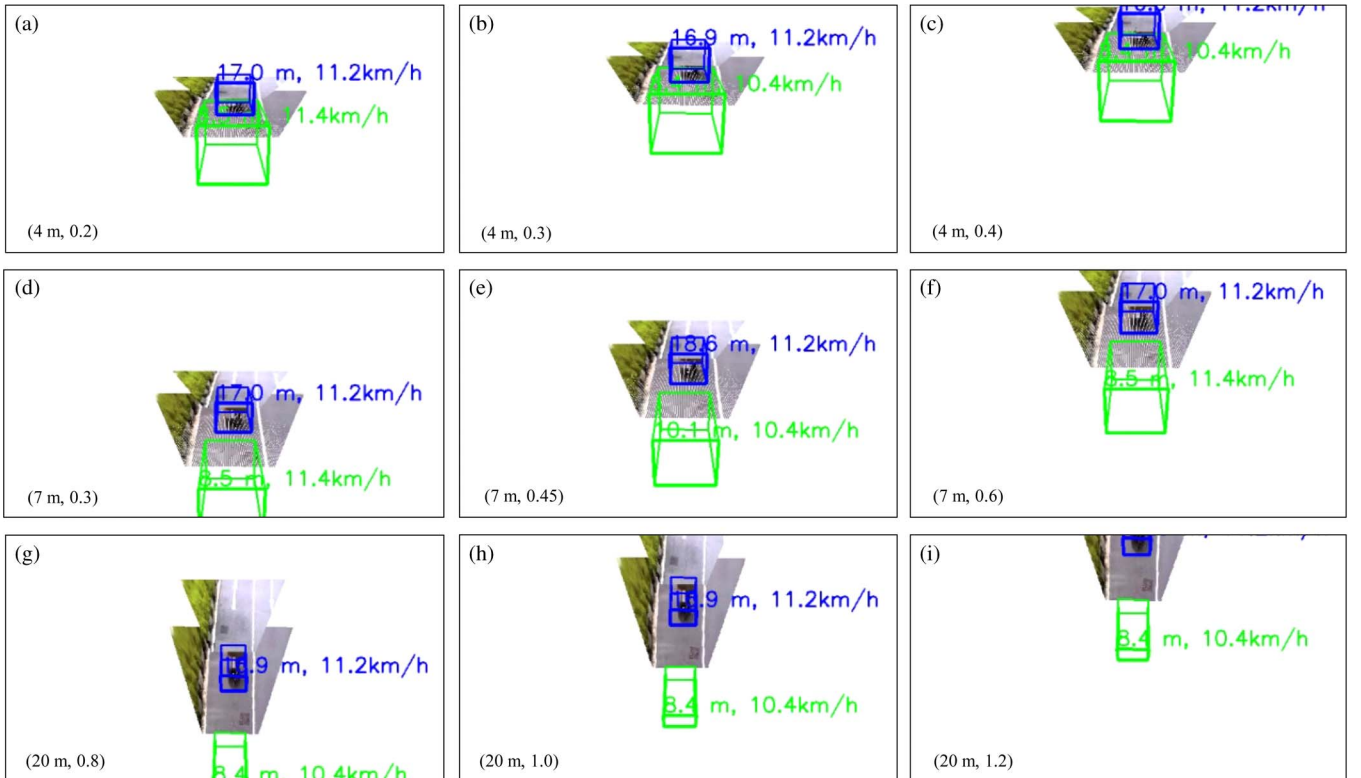 (a)
17.0 m, 11.2km/h
11.4km/h
(4 m, 0.2)
(b)
16.9 m, 11.2km/h
10.4km/h
(4 m, 0.3)
(c)
11.2km/h
10.4km/h
(4 m, 0.4)
(d)
17.0 m, 11.2km/h
8.5 m, 11.4km/h
(7 m, 0.3)
(e)
18.6 m, 11.2km/h
10.1 m, 10.4km/h
(7 m, 0.45)
(f)
17.0 m, 11.2km/h
8.5 m, 11.4km/h
(7 m, 0.6)
(g)
m, 11.2km/h
8.4 m, 10.4km/h
(20 m, 0.8)
(h)
m, 11.2km/h
8.4 m, 10.4km/h
(20 m, 1.0)
(i)
8.4 m, 10.4km/h
(20 m, 1.2)